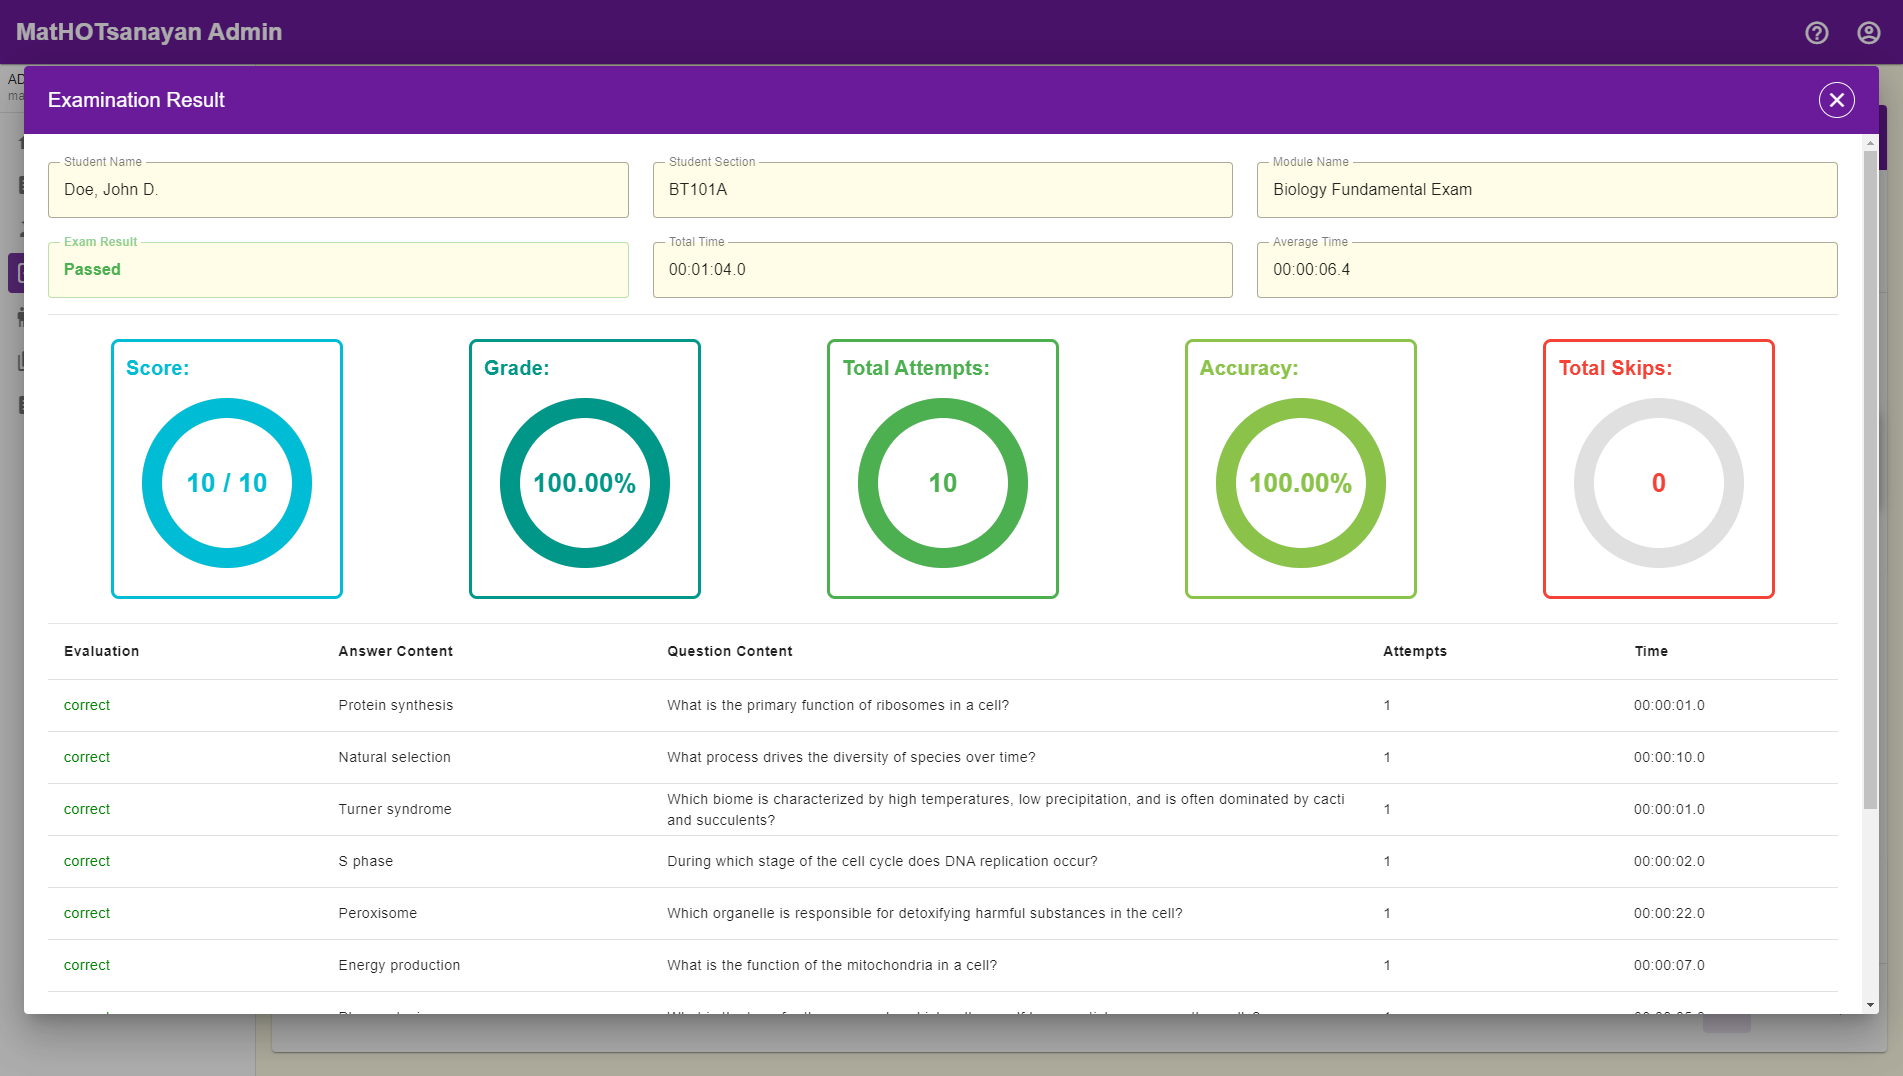 MatHOTsanayan Admin
AD
ma
Examination Result
Student Name
Doe, John D.
Student Section
BT101A
Module Name
Biology Fundamental Exam
Exam Result
Passed
Total Time
00:01:04.0
Average Time
00:00:06.4
Score:
10 / 10
Grade:
100.00%
Total Attempts:
10
Accuracy:
100.00%
Total Skips:
0
Evaluation Answer Content Question Content Attempts Time
correct Protein synthesis What is the primary function of ribosomes in a cell? 1 00:00:01.0
correct Natural selection What process drives the diversity of species over time? 1 00:00:10.0
correct Turner syndrome Which biome is characterized by high temperatures, low precipitation, and is often dominated by cacti
and succulents? 1 00:00:01.0
correct S phase During which stage of the cell cycle does DNA replication occur? 1 00:00:02.0
correct Peroxisome Which organelle is responsible for detoxifying harmful substances in the cell? 1 00:00:22.0
correct Energy production What is the function of the mitochondria in a cell? 1 00:00:07.0